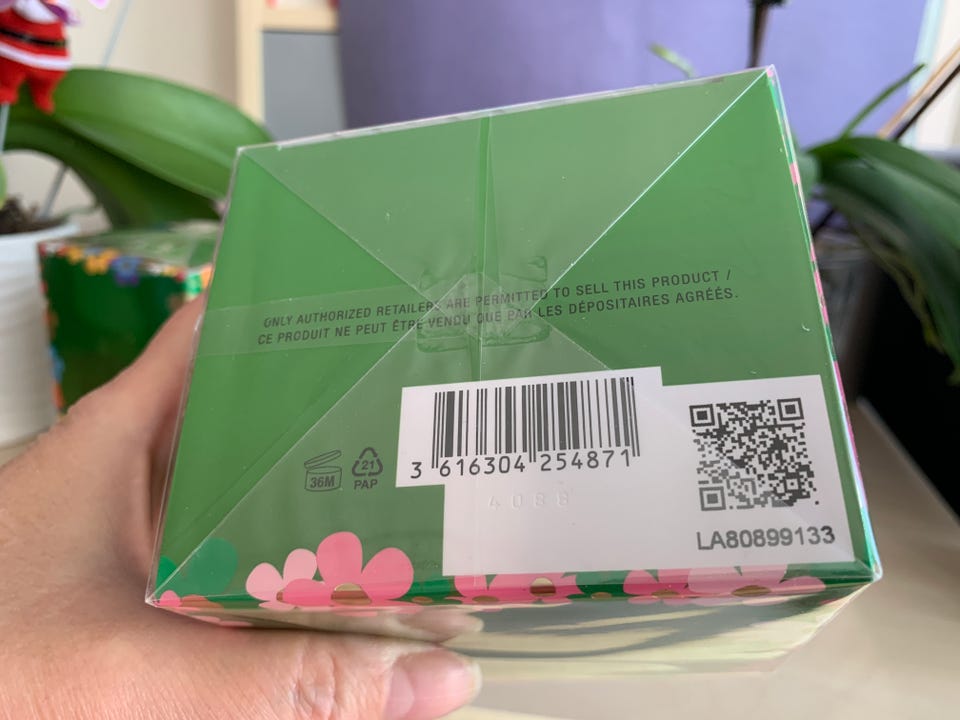 ONLY AUTHORIZED RETAILERS ARE PERMITTED TO SELL THIS PRODUCT /
CE PRODUIT NE PEUT ÊTRE VENDU QUE PAR LES DÉPOSITAIRES AGRÉÉS.
36M
21
PAP
3 616304 254871
4088
LA80899133